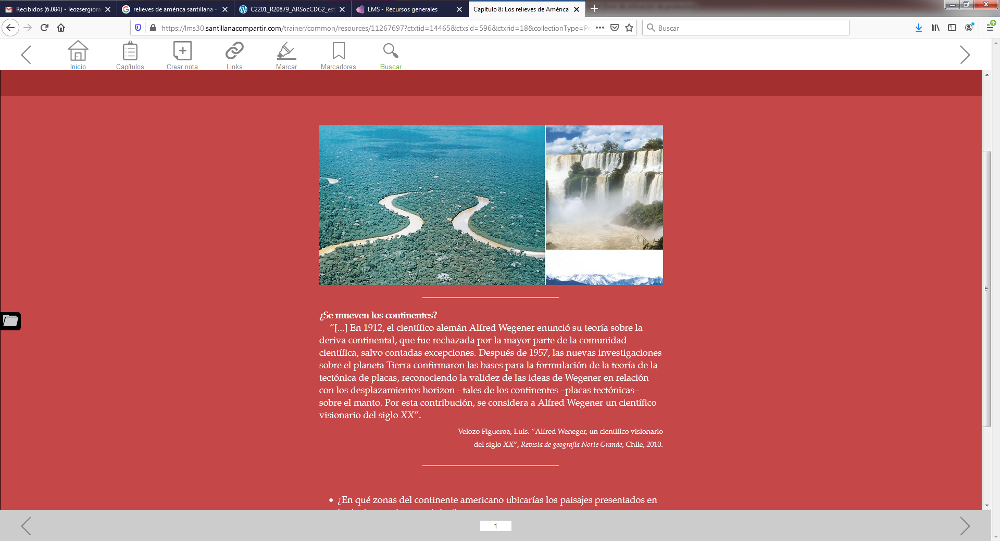 Recibidos (6.084) - leozsergiora
relieves de américa santillana -
C2201_R20879_ARSocCDG2_est
LMS - Recursos generales
Capítulo 8: Los relieves de América
https://lms30.santillanacompartir.com/trainer/common/resources/11267697?ctxtid=14465&ctxsid=596&ctxrid=18&collectionType=Pr
Buscar
Inicio
Capítulos
Crear nota
Links
Marcar
Marcadores
Buscar
¿Se mueven los continentes?
“[...] En 1912, el científico alemán Alfred Wegener enunció su teoría sobre la
deriva continental, que fue rechazada por la mayor parte de la comunidad
científica, salvo contadas excepciones. Después de 1957, las nuevas investigaciones
sobre el planeta Tierra confirmaron las bases para la formulación de la teoría de la
tectónica de placas, reconociendo la validez de las ideas de Wegener en relación
con los desplazamientos horizon - tales de los continentes –placas tectónicas–
sobre el manto. Por esta contribución, se considera a Alfred Wegener un científico
visionario del siglo XX”.
Velozo Figueroa, Luis. “Alfred Weneger, un científico visionario
del siglo XX”, Revista de geografía Norte Grande, Chile, 2010.
• ¿En qué zonas del continente americano ubicarías los paisajes presentados en
1